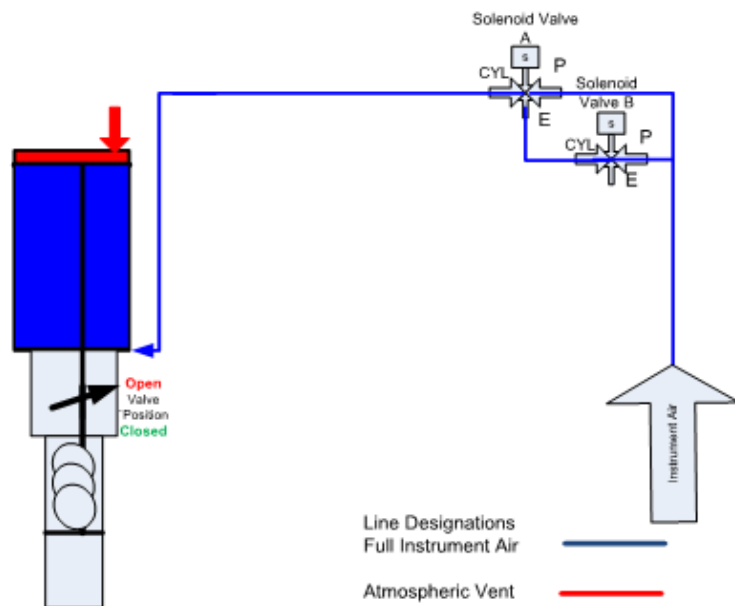 Solenoid Valve
A
s
P
CYL
E
Solenoid
Valve B
s
P
CYL
E
Open
Valve
Position
Closed
Instrument Air
Line Designations
Full Instrument Air
Atmospheric Vent